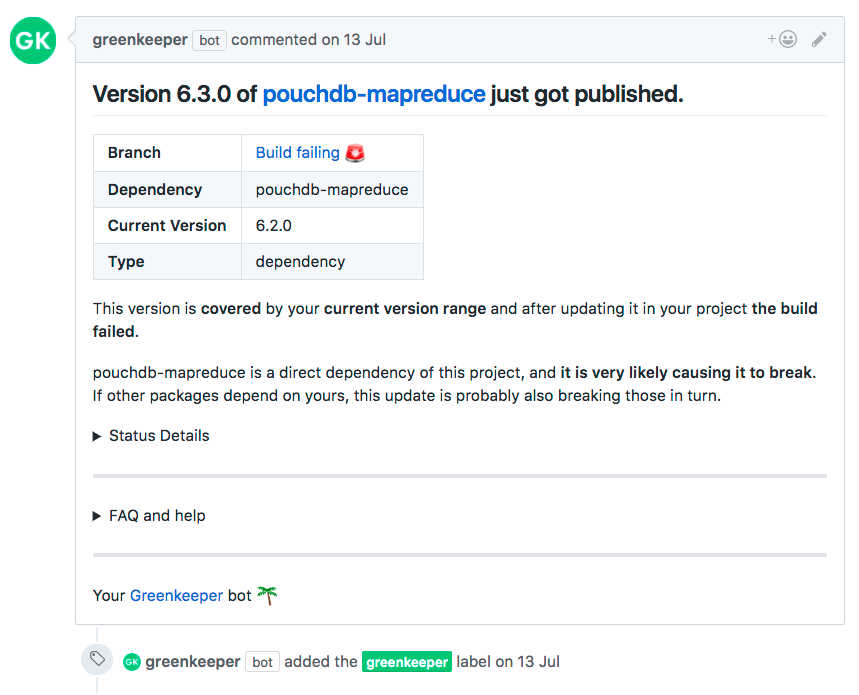 GK
greenkeeper bot commented on 13 Jul
Version 6.3.0 of pouchdb-mapreduce just got published.
Branch Build failing
Dependency pouchdb-mapreduce
Current Version 6.2.0
Type dependency
This version is covered by your current version range and after updating it in your project the build
failed.
pouchdb-mapreduce is a direct dependency of this project, and it is very likely causing it to break.
If other packages depend on yours, this update is probably also breaking those in turn.
Status Details
FAQ and help
Your Greenkeeper bot
GK greenkeeper bot added the greenkeeper label on 13 Jul